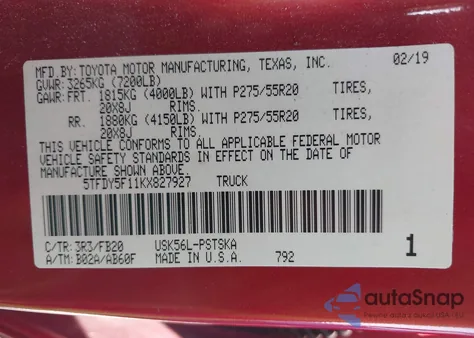 MFD.BY: TOYOTA MOTOR MANUFACTURING, TEXAS, INC. 02/19
GVWR: 3265KG (7200LB)
GAWR: FRT. 1815KG (4000LB) WITH P275/55R20 TIRES,
20X8J RIMS.
RR. 1880KG (4150LB) WITH P275/55R20 TIRES,
20X8J RIMS.
THIS VEHICLE CONFORMS TO ALL APPLICABLE FEDERAL MOTOR
VEHICLE SAFETY STANDARDS IN EFFECT ON THE DATE OF
MANUFACTURE SHOWN ABOVE.
5TFDY5F11KX827927 TRUCK
C/TR: 3R3/FB20 USK56L-PSTSKA
A/TM: B02A/AB60F MADE IN U.S.A. 792 1
autoSnap